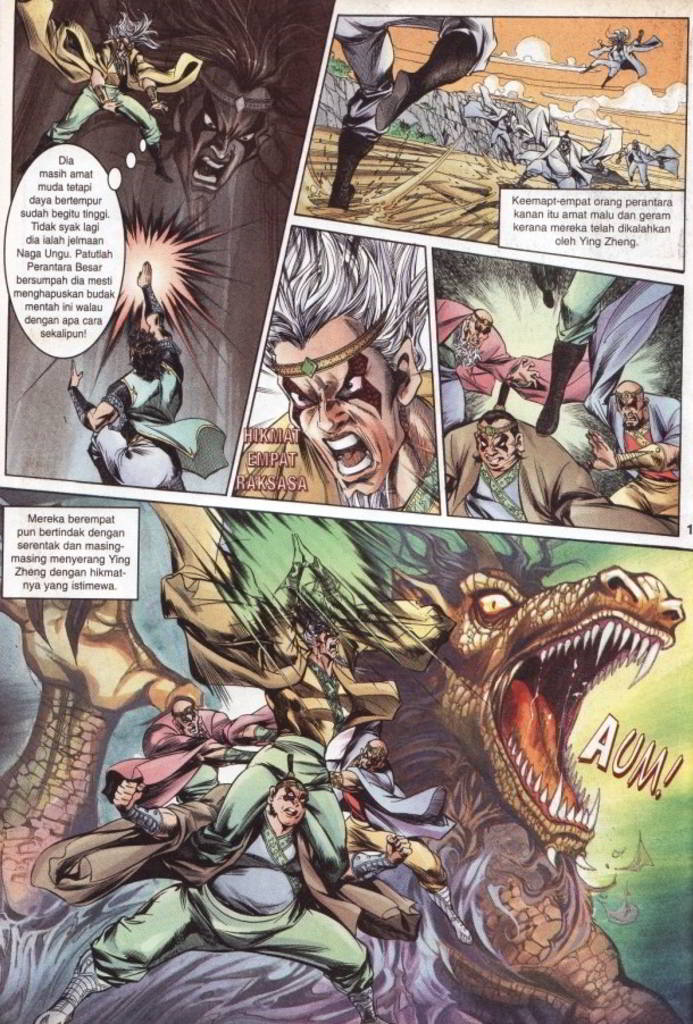 Dia
masih amat
muda tetapi
daya bertempur
sudah begitu tinggi.
Tidak syak lagi
dia ialah jelmaan
Naga Ungu. Patutlah
Perantara Besar
bersumpah dia mesti
menghapuskan budak
mentah ini walau
dengan apa cara
sekalipun!
Keemapt-empat orang perantara
kanan itu amat malu dan geram
kerana mereka telah dikalahkan
oleh Ying Zheng.
HIKMAT
EMPAT
RAKSASA
1
Mereka berempat
pun bertindak dengan
serentak dan masing-
masing menyerang Ying
Zheng dengan hikmat-
nya yang istimewa.
AUM!